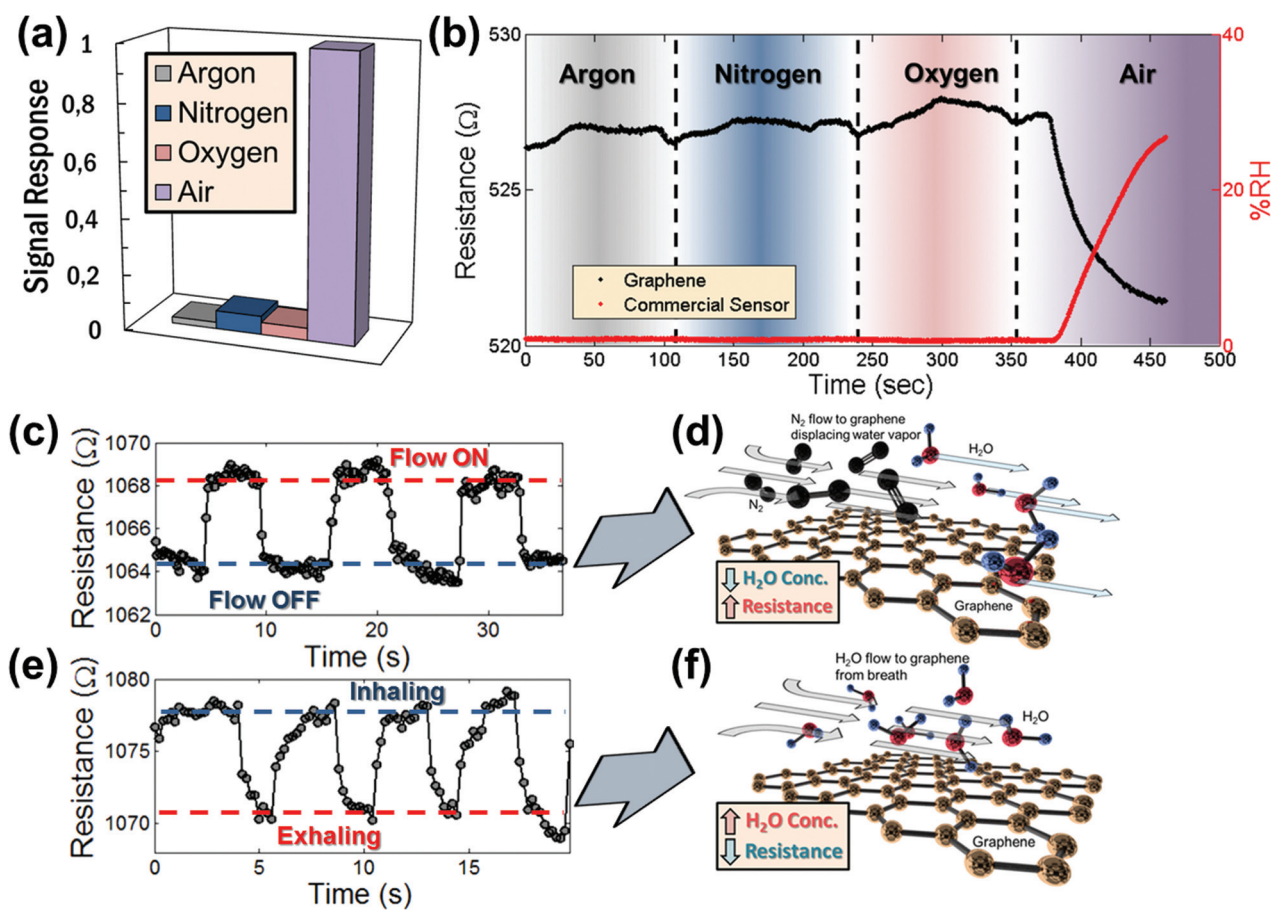 (a)
Signal Response
1
0,8
0,6
0,4
0,2
0
Argon
Nitrogen
Oxygen
Air
(b)
Resistance (Ω)
530
525
520
Argon
Nitrogen
Oxygen
Air
Graphene
Commercial Sensor
40
20
0
%RH
0 50 100 150 200 250 300 350 400 450 500
Time (sec)
(c)
Resistance (Ω)
1070
1068
1066
1064
1062
Flow ON
Flow OFF
0 10 20 30
Time (s)
(d)
N₂ flow to graphene
displacing water vapor
H₂O
N₂
H₂O Conc.
Resistance
Graphene
(e)
Resistance (Ω)
1080
1075
1070
Inhaling
Exhaling
5 10 15
Time (s)
(f)
H₂O flow to graphene
from breath
H₂O
H₂O Conc.
Resistance
Graphene